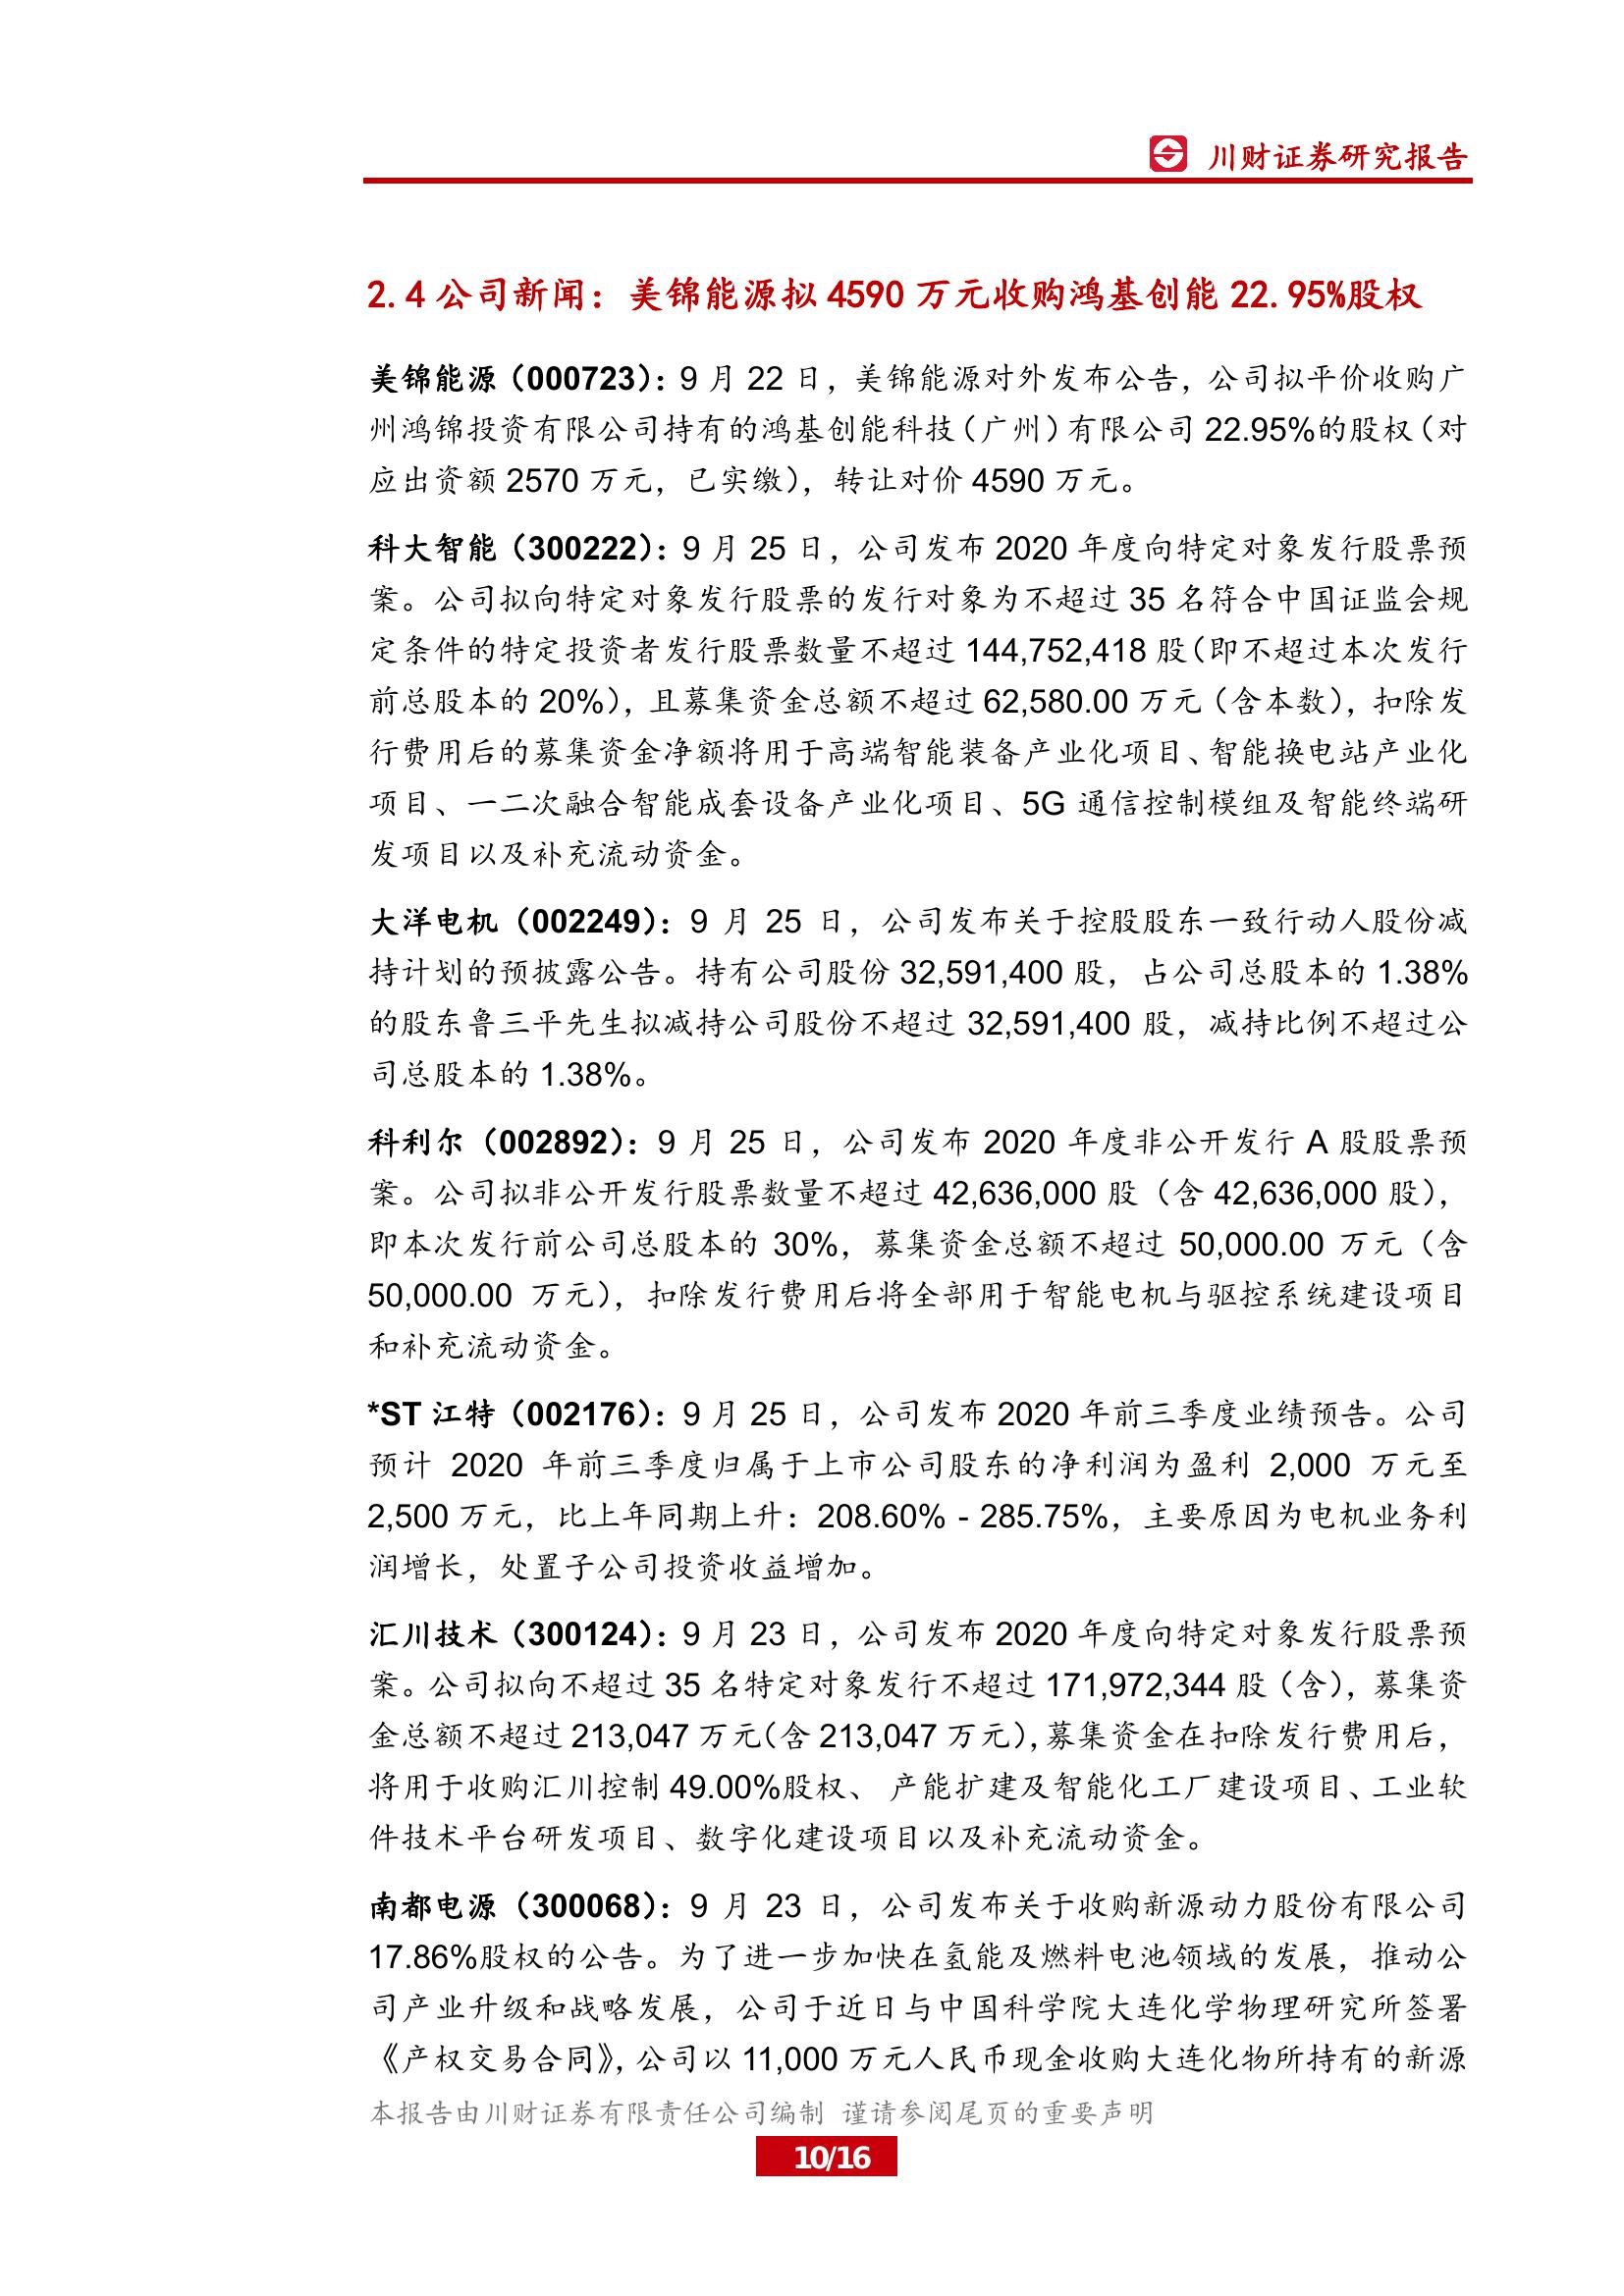 川财证券研究报告
2.4 公司新闻：美锦能源拟 4590 万元收购鸿基创能 22.95%股权
美锦能源（000723）：9 月 22 日，美锦能源对外发布公告，公司拟平价收购广
州鸿锦投资有限公司持有的鸿基创能科技（广州）有限公司 22.95%的股权（对
应出资额 2570 万元，已实缴），转让对价 4590 万元。
科大智能（300222）：9 月 25 日，公司发布 2020 年度向特定对象发行股票预
案。公司拟向特定对象发行股票的发行对象为不超过 35 名符合中国证监会规
定条件的特定投资者发行股票数量不超过 144,752,418 股（即不超过本次发行
前总股本的 20%），且募集资金总额不超过 62,580.00 万元（含本数），扣除发
行费用后的募集资金净额将用于高端智能装备产业化项目、智能换电站产业化
项目、一二次融合智能成套设备产业化项目、5G 通信控制模组及智能终端研
发项目以及补充流动资金。
大洋电机（002249）：9 月 25 日，公司发布关于控股股东一致行动人股份减
持计划的预披露公告。持有公司股份 32,591,400 股，占公司总股本的 1.38%
的股东鲁三平先生拟减持公司股份不超过 32,591,400 股，减持比例不超过公
司总股本的 1.38%。
科利尔（002892）：9 月 25 日，公司发布 2020 年度非公开发行 A 股股票预
案。公司拟非公开发行股票数量不超过 42,636,000 股（含 42,636,000 股），
即本次发行前公司总股本的 30%，募集资金总额不超过 50,000.00 万元（含
50,000.00 万元），扣除发行费用后将全部用于智能电机与驱控系统建设项目
和补充流动资金。
*ST 江特（002176）：9 月 25 日，公司发布 2020 年前三季度业绩预告。公司
预计 2020 年前三季度归属于上市公司股东的净利润为盈利 2,000 万元至
2,500 万元，比上年同期上升：208.60% - 285.75%，主要原因为电机业务利
润增长，处置子公司投资收益增加。
汇川技术（300124）：9 月 23 日，公司发布 2020 年度向特定对象发行股票预
案。公司拟向不超过 35 名特定对象发行不超过 171,972,344 股（含），募集资
金总额不超过 213,047 万元（含 213,047 万元），募集资金在扣除发行费用后，
将用于收购汇川控制 49.00%股权、 产能扩建及智能化工厂建设项目、工业软
件技术平台研发项目、数字化建设项目以及补充流动资金。
南都电源（300068）：9 月 23 日，公司发布关于收购新源动力股份有限公司
17.86%股权的公告。为了进一步加快在氢能及燃料电池领域的发展，推动公
司产业升级和战略发展，公司于近日与中国科学院大连化学物理研究所签署
《产权交易合同》，公司以 11,000 万元人民币现金收购大连化物所持有的新源
本报告由川财证券有限责任公司编制 谨请参阅尾页的重要声明
10/16